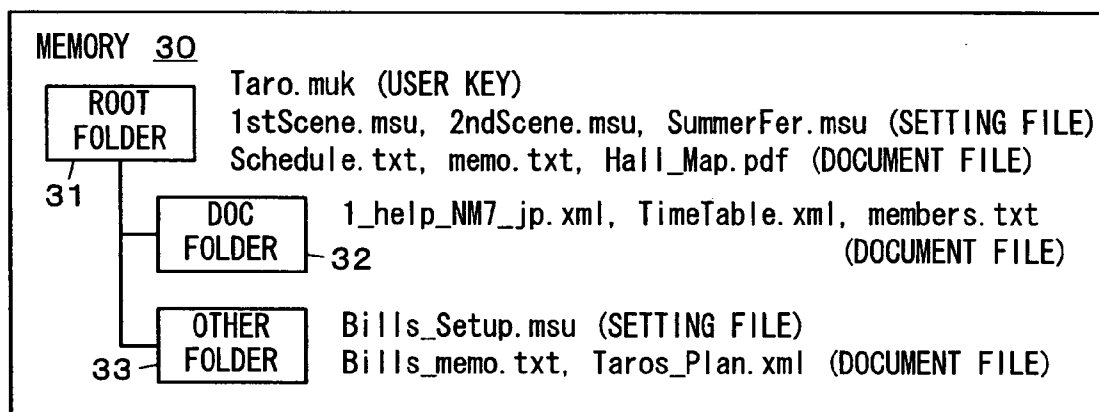 MEMORY 30
ROOT FOLDER
31
Taro.muk (USER KEY)
1stScene.msu, 2ndScene.msu, SummerFer.msu (SETTING FILE)
Schedule.txt, memo.txt, Hall_Map.pdf (DOCUMENT FILE)
DOC FOLDER
32
1_help_NM7_jp.xml, TimeTable.xml, members.txt
(DOCUMENT FILE)
OTHER FOLDER
33
Bills_Setup.msu (SETTING FILE)
Bills_memo.txt, Taros_Plan.xml (DOCUMENT FILE)